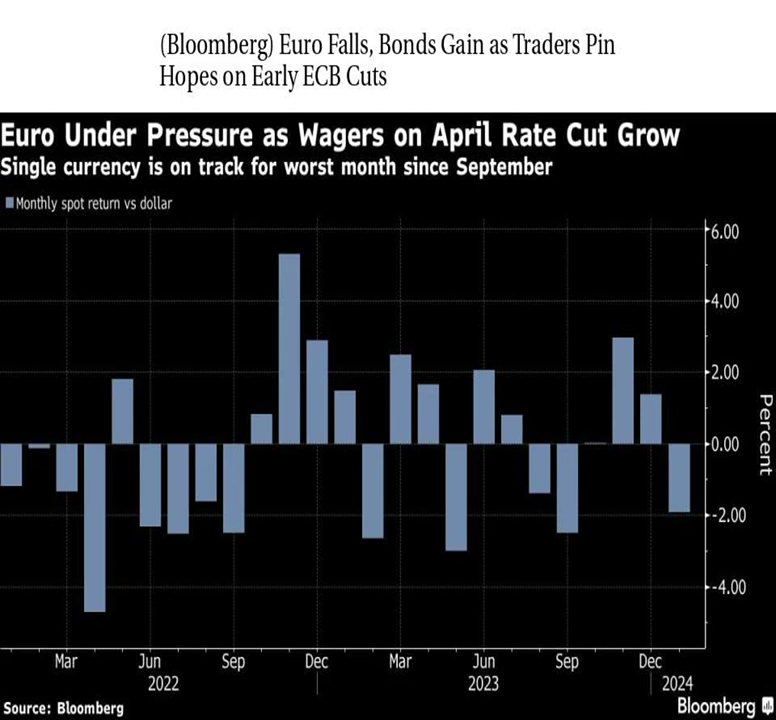 (Bloomberg) Euro Falls, Bonds Gain as Traders Pin
Hopes on Early ECB Cuts
Euro Under Pressure as Wagers on April Rate Cut Grow
Single currency is on track for worst month since September
Monthly spot return vs dollar
6.00
4.00
2.00
0.00
-2.00
-4.00
Percent
Mar Jun Sep Dec Mar Jun Sep Dec
2022 2023 2024
Source: Bloomberg
Bloomberg